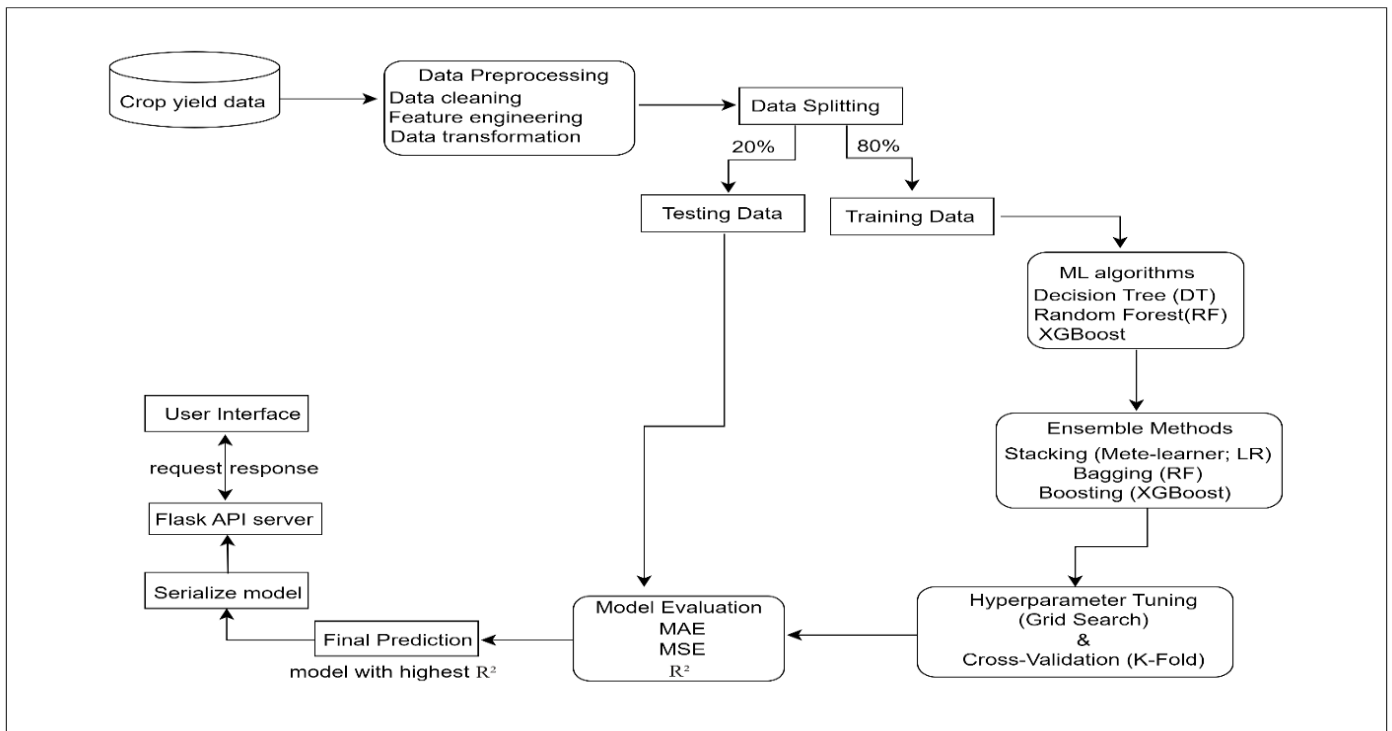 Crop yield data
Data Preprocessing
Data cleaning
Feature engineering
Data transformation
Data Splitting
20%
80%
Testing Data
Training Data
ML algorithms
Decision Tree (DT)
Random Forest(RF)
XGBoost
Ensemble Methods
Stacking (Mete-learner; LR)
Bagging (RF)
Boosting (XGBoost)
Hyperparameter Tuning
(Grid Search)
&
Cross-Validation (K-Fold)
Model Evaluation
MAE
MSE
R²
Final Prediction
model with highest R²
Serialize model
Flask API server
request response
User Interface